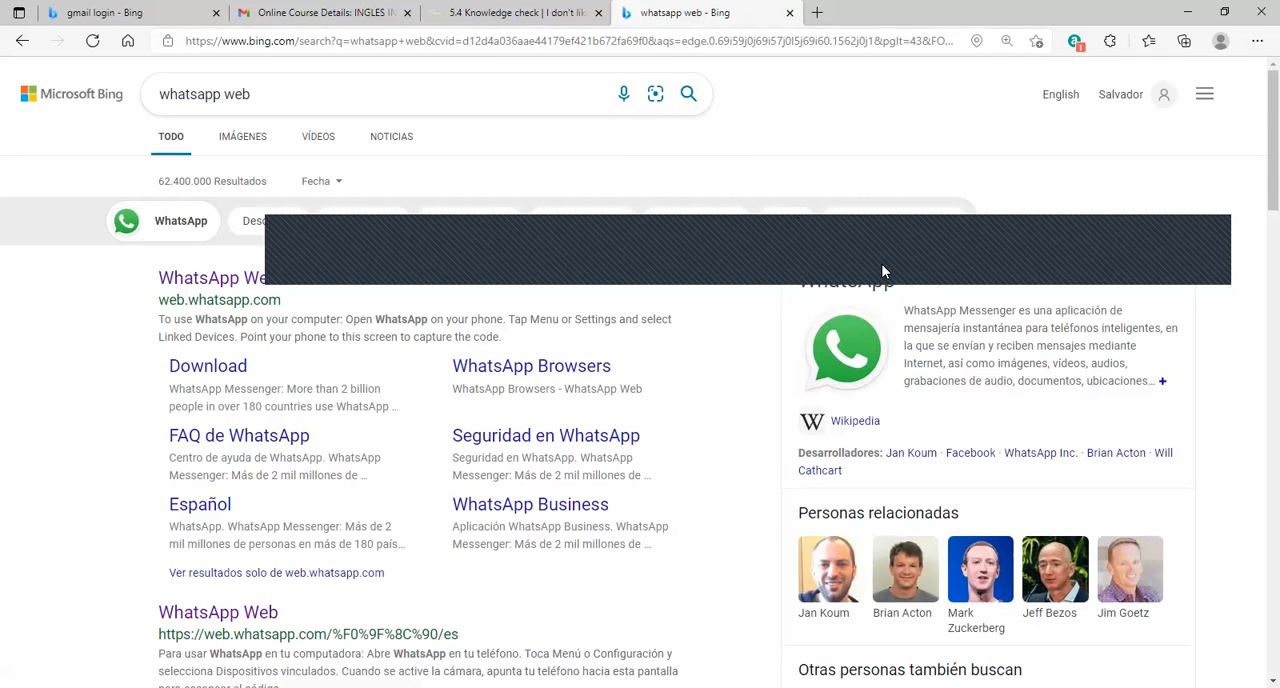 gmail login - Bing
Online Course Details: INGLES IN
5.4 Knowledge check | I don't lik
whatsapp web - Bing
https://www.bing.com/search?q=whatsapp+web&cvid=d12d4a036aae44179ef421b672fa69f0&aqs=edge.0.69i59j0j69i57j0l5j69i60.1562j0j1&pglt=43&FO...
1
Microsoft Bing
whatsapp web
English
Salvador
TODO
IMÁGENES
VÍDEOS
NOTICIAS
62.400.000 Resultados
Fecha
WhatsApp
Desc
WhatsApp We
web.whatsapp.com
To use WhatsApp on your computer: Open WhatsApp on your phone. Tap Menu or Settings and select
Linked Devices. Point your phone to this screen to capture the code.
Download
WhatsApp Messenger: More than 2 billion
people in over 180 countries use WhatsApp ...
WhatsApp Browsers
WhatsApp Browsers - WhatsApp Web
FAQ de WhatsApp
Centro de ayuda de WhatsApp. WhatsApp
Messenger: Más de 2 mil millones de ...
Seguridad en WhatsApp
Seguridad en WhatsApp. WhatsApp
Messenger: Más de 2 mil millones de ...
Español
WhatsApp. WhatsApp Messenger: Más de 2
mil millones de personas en más de 180 país...
WhatsApp Business
Aplicación WhatsApp Business. WhatsApp
Messenger: Más de 2 mil millones de ...
Ver resultados solo de web.whatsapp.com
WhatsApp Web
https://web.whatsapp.com/%F0%9F%8C%90/es
Para usar WhatsApp en tu computadora: Abre WhatsApp en tu teléfono. Toca Menú o Configuración y
selecciona Dispositivos vinculados. Cuando se active la cámara, apunta tu teléfono hacia esta pantalla
para escanear el código.
WhatsApp
WhatsApp Messenger es una aplicación de
mensajería instantánea para teléfonos inteligentes, en
la que se envían y reciben mensajes mediante
Internet, así como imágenes, vídeos, audios,
grabaciones de audio, documentos, ubicaciones... +
W Wikipedia
Desarrolladores: Jan Koum · Facebook · WhatsApp Inc. · Brian Acton · Will
Cathcart
Personas relacionadas
Jan Koum
Brian Acton
Mark
Zuckerberg
Jeff Bezos
Jim Goetz
Otras personas también buscan